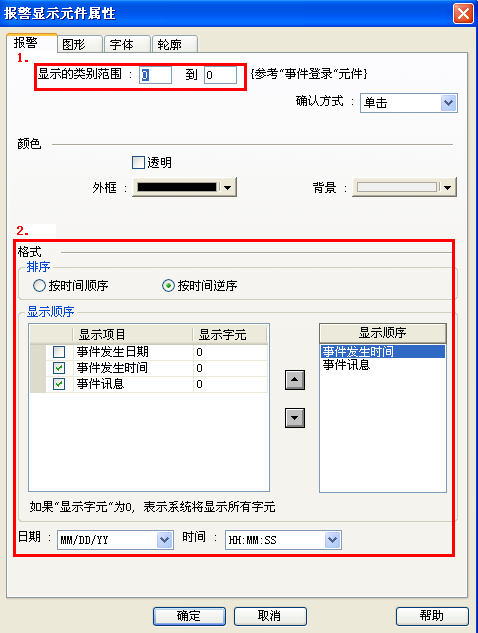 报警显示元件属性
报警 图形 字体 轮廓
1.
显示的类别范围 : 0 到 0 {参考“事件登录”元件}
确认方式 : 单击
颜色
透明
外框 : 背景 :
2.
格式
排序
按时间顺序 按时间逆序
显示顺序
显示项目 显示字元 显示顺序
事件发生日期 0 事件发生时间
事件发生时间 0 事件讯息
事件讯息 0
如果“显示字元”为0, 表示系统将显示所有字元
日期 : MM/DD/YY 时间 : HH:MM:SS
确定 取消 帮助